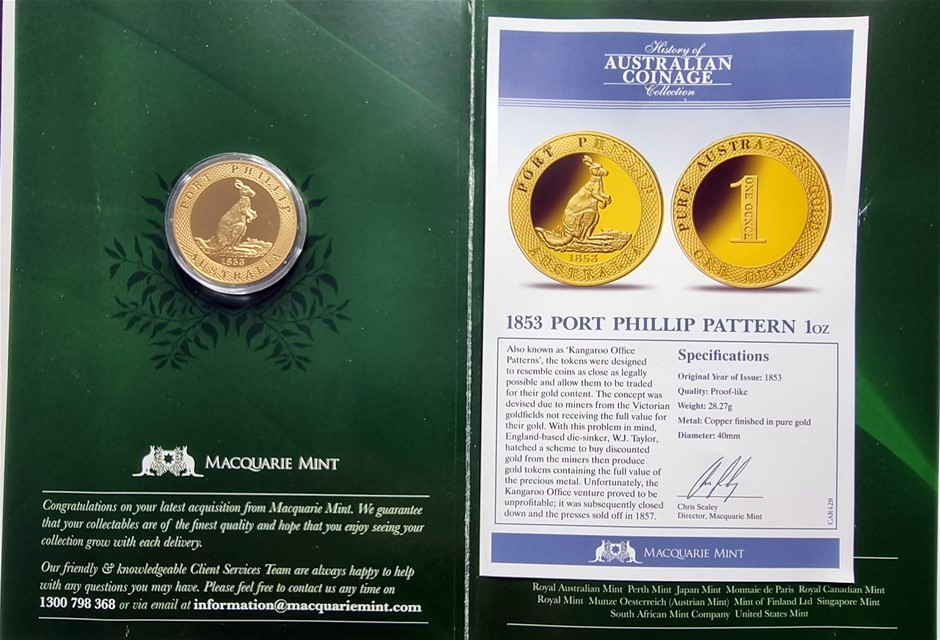 PORT PHILLIP
1853
AUSTRALIA
MACQUARIE MINT
Congratulations on your latest acquisition from Macquarie Mint. We guarantee
that your collectables are of the finest quality and hope that you enjoy seeing your
collection grow with each delivery.
Our friendly & knowledgeable Client Services Team are always happy to help
with any questions you may have. Please feel free to contact us any time on
1300 798 368 or via email at information@macquariemint.com
History of
AUSTRALIAN
COINAGE
Collection
PORT PHILLIP
1853
AUSTRALIA
PURE AUSTRALIAN GOLD
1
ONE OUNCE
ONE OUNCE
1853 PORT PHILLIP PATTERN 1OZ
Also known as ‘Kangaroo Office
Patterns’, the tokens were designed
to resemble coins as close as legally
possible and allow them to be traded
for their gold content. The concept was
devised due to miners from the Victorian
goldfields not receiving the full value for
their gold. With this problem in mind,
England-based die-sinker, W.J. Taylor,
hatched a scheme to buy discounted
gold from the miners then produce
gold tokens containing the full value of
the precious metal. Unfortunately, the
Kangaroo Office venture proved to be
unprofitable; it was subsequently closed
down and the presses sold off in 1857.
Specifications
Original Year of Issue: 1853
Quality: Proof-like
Weight: 28.27g
Metal: Copper finished in pure gold
Diameter: 40mm
Chris Sealey
Director, Macquarie Mint
CAR428
MACQUARIE MINT
Royal Australian Mint Perth Mint Japan Mint Monnaie de Paris Royal Canadian Mint
Royal Mint Munze Oesterreich (Austrian Mint) Mint of Finland Ltd Singapore Mint
South African Mint Company United States Mint